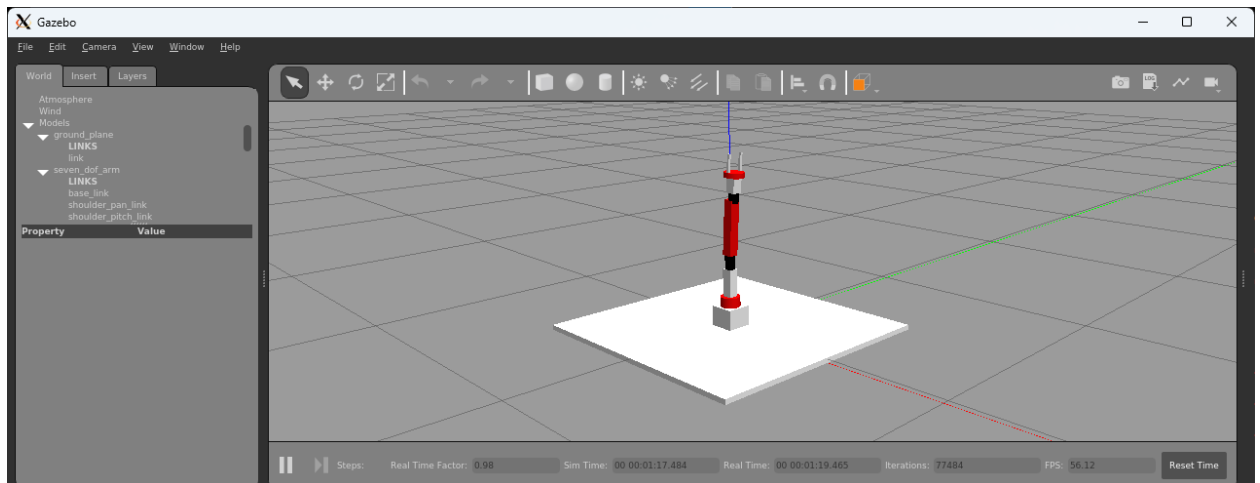 Gazebo
File Edit Camera View Window Help
World Insert Layers
Atmosphere
Wind
Models
ground_plane
LINKS
link
seven_dof_arm
LINKS
base_link
shoulder_pan_link
shoulder_pitch_link
Property Value
LOG
Steps: Real Time Factor: 0.98 Sim Time: 00 00:01:17.484 Real Time: 00 00:01:19.465 Iterations: 77484 FPS: 56.12 Reset Time